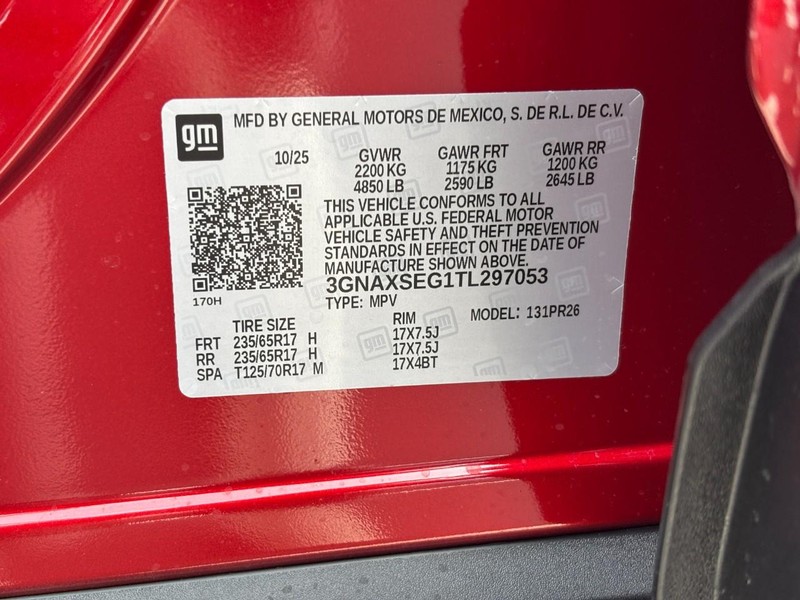 gm MFD BY GENERAL MOTORS DE MEXICO, S. DE R.L. DE C.V.
10/25 GVWR GAWR FRT GAWR RR
2200 KG 1175 KG 1200 KG
4850 LB 2590 LB 2645 LB
THIS VEHICLE CONFORMS TO ALL
APPLICABLE U.S. FEDERAL MOTOR
VEHICLE SAFETY AND THEFT PREVENTION
STANDARDS IN EFFECT ON THE DATE OF
MANUFACTURE SHOWN ABOVE.
3GNAXSEG1TL297053
170H TYPE: MPV MODEL: 131PR26
TIRE SIZE RIM
FRT 235/65R17 H 17X7.5J
RR 235/65R17 H 17X7.5J
SPA T125/70R17 M 17X4BT